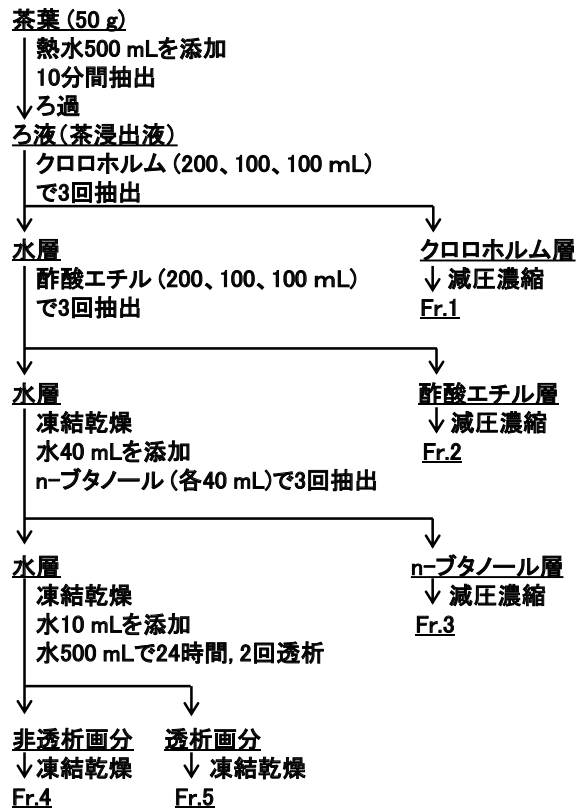 茶葉 (50 g)
熱水500 mLを添加
10分間抽出
ろ過
ろ液(茶浸出液)
クロロホルム (200、100、100 mL)
で3回抽出
水層
クロロホルム層
酢酸エチル (200、100、100 mL)
で3回抽出
減圧濃縮
Fr.1
水層
酢酸エチル層
凍結乾燥
水40 mLを添加
n-ブタノール (各40 mL)で3回抽出
減圧濃縮
Fr.2
水層
n-ブタノール層
凍結乾燥
水10 mLを添加
水500 mLで24時間, 2回透析
減圧濃縮
Fr.3
非透析画分
透析画分
凍結乾燥
凍結乾燥
Fr.4
Fr.5